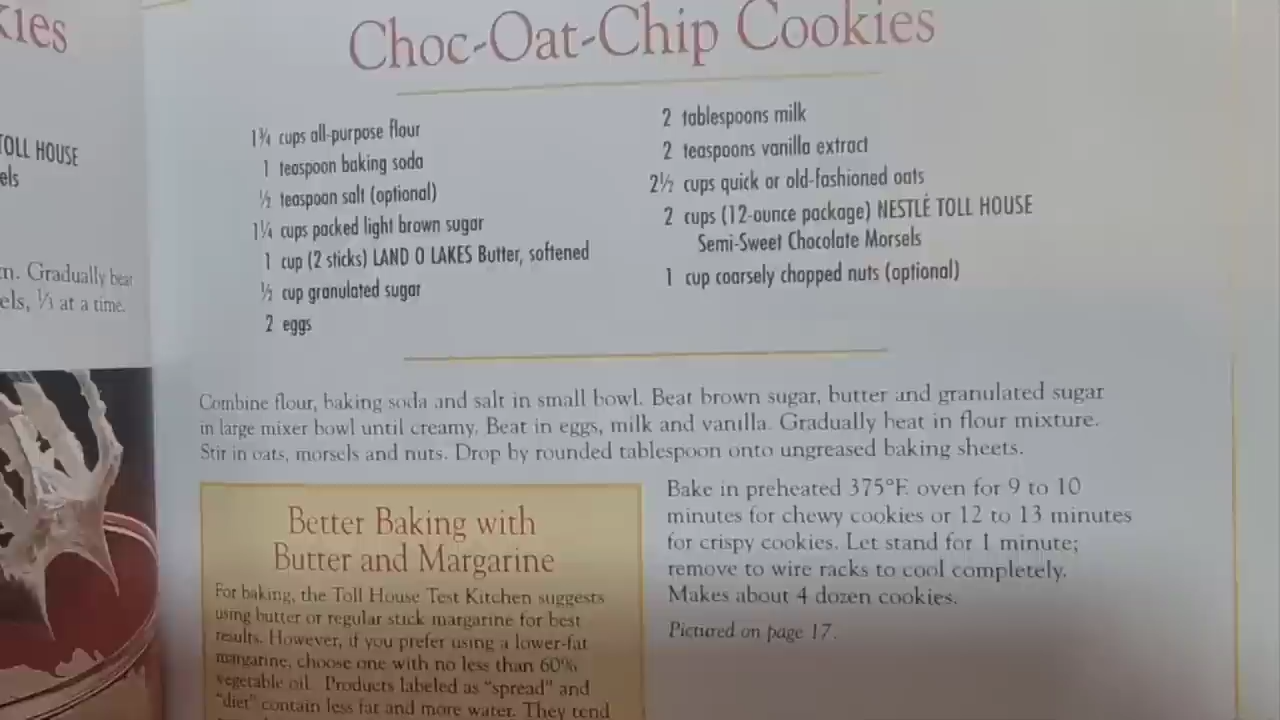 kies
TOLL HOUSE
els
n. Gradually beat
els, ⅓ at a time.
Choc-Oat-Chip Cookies
1¾ cups all-purpose flour
1 teaspoon baking soda
½ teaspoon salt (optional)
1¼ cups packed light brown sugar
1 cup (2 sticks) LAND O LAKES Butter, softened
½ cup granulated sugar
2 eggs
2 tablespoons milk
2 teaspoons vanilla extract
2½ cups quick or old-fashioned oats
2 cups (12-ounce package) NESTLÉ TOLL HOUSE
Semi-Sweet Chocolate Morsels
1 cup coarsely chopped nuts (optional)
Combine flour, baking soda and salt in small bowl. Beat brown sugar, butter and granulated sugar
in large mixer bowl until creamy. Beat in eggs, milk and vanilla. Gradually beat in flour mixture.
Stir in oats, morsels and nuts. Drop by rounded tablespoon onto ungreased baking sheets.
Bake in preheated 375°F. oven for 9 to 10
minutes for chewy cookies or 12 to 13 minutes
for crispy cookies. Let stand for 1 minute;
remove to wire racks to cool completely.
Makes about 4 dozen cookies.
Pictured on page 17.
Better Baking with
Butter and Margarine
For baking, the Toll House Test Kitchen suggests
using butter or regular stick margarine for best
results. However, if you prefer using a lower-fat
margarine, choose one with no less than 60%
vegetable oil. Products labeled as "spread" and
"diet" contain less fat and more water. They tend